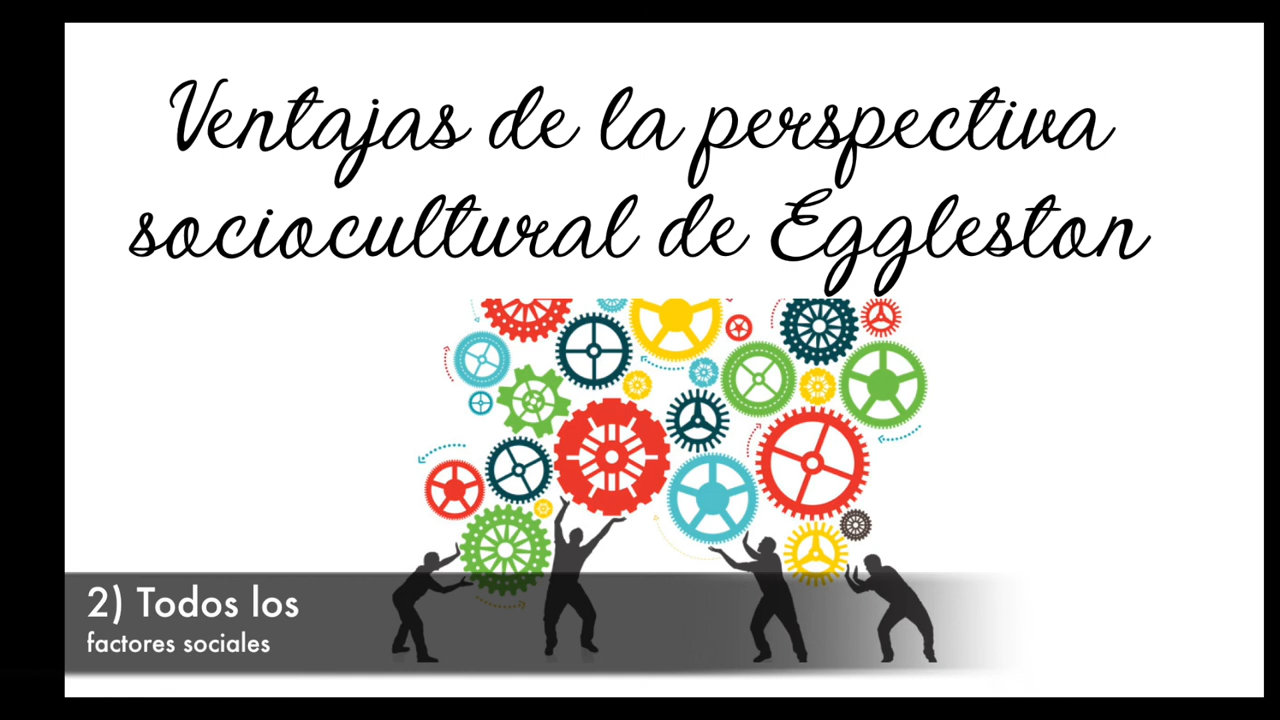 Ventajas de la perspectiva
sociocultural de Eggleston
2) Todos los
factores sociales